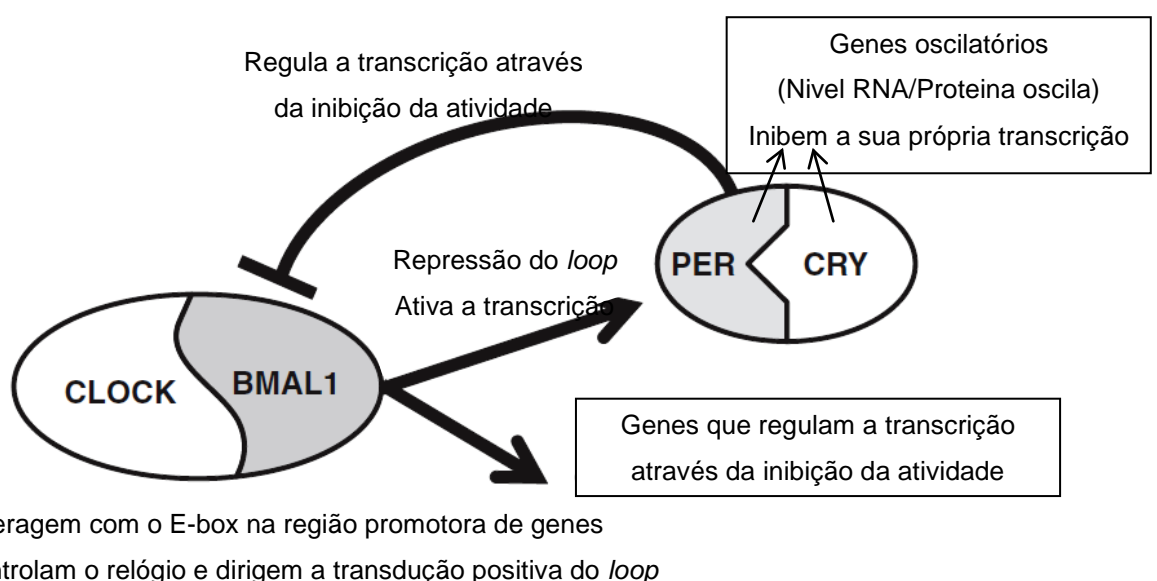 Genes oscilatórios
(Nivel RNA/Proteina oscila)
Inibem a sua própria transcrição
Regula a transcrição através
da inibição da atividade
PER
CRY
Repressão do loop
Ativa a transcrição
CLOCK
BMAL1
Genes que regulam a transcrição
através da inibição da atividade
eragem com o E-box na região promotora de genes
ntrolam o relógio e dirigem a transdução positiva do loop